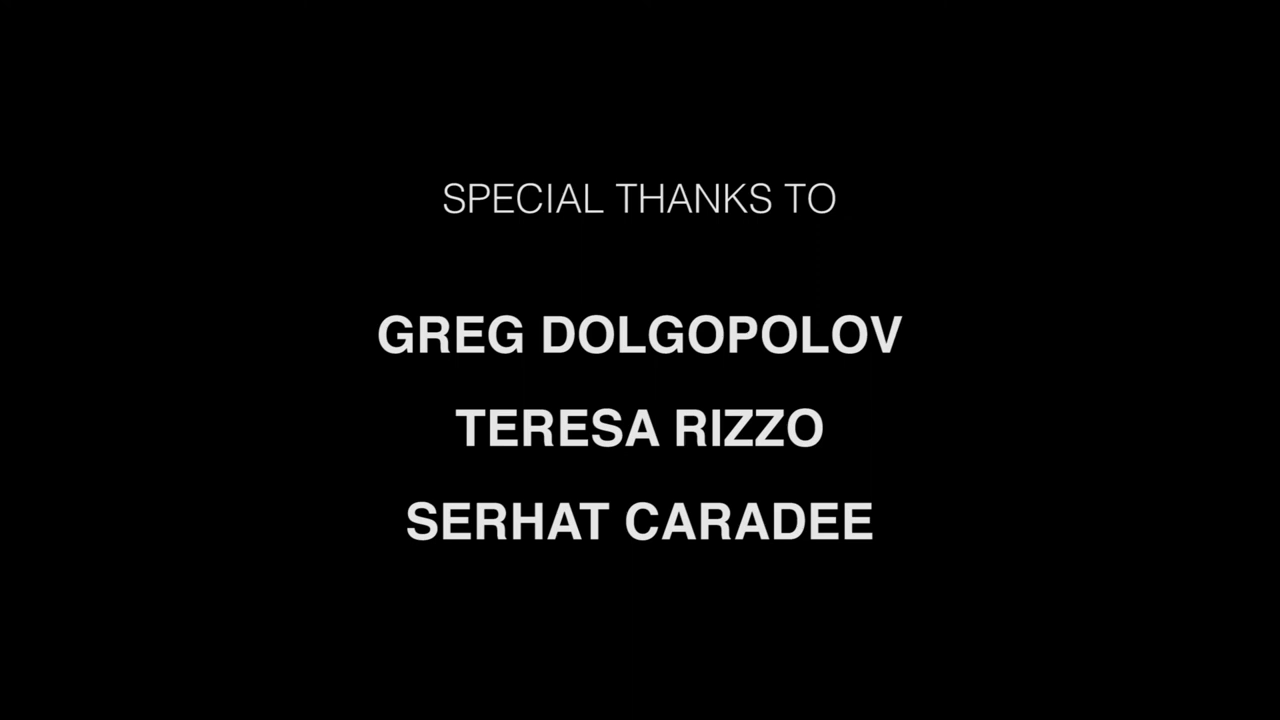 SPECIAL THANKS TO
GREG DOLGOPOLOV
TERESA RIZZO
SERHAT CARADEE